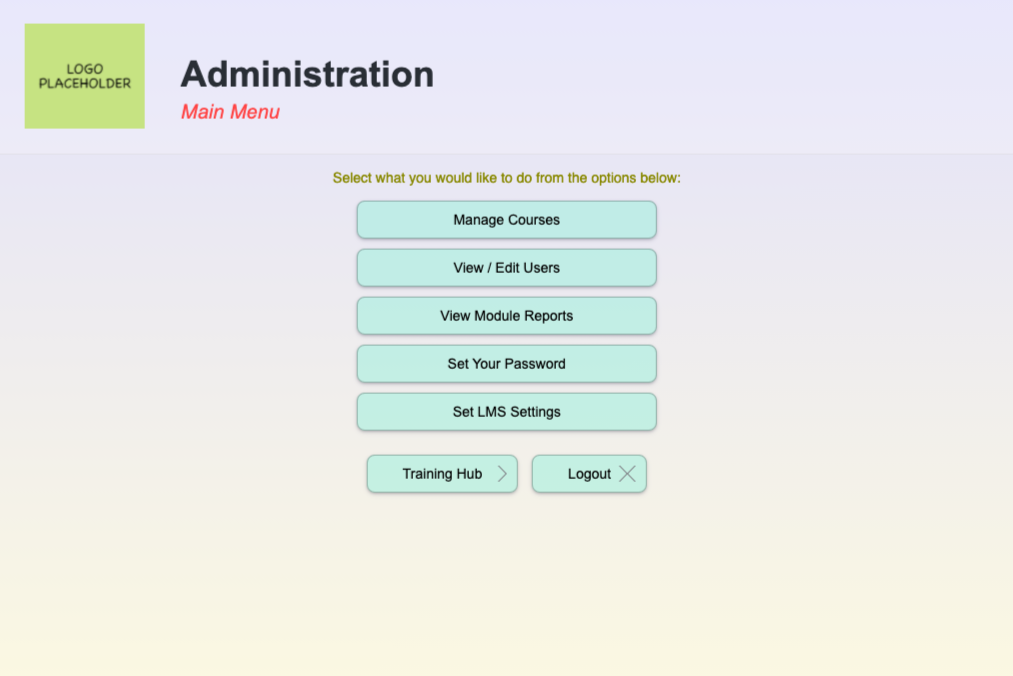 LOGO
PLACEHOLDER
Administration
Main Menu
Select what you would like to do from the options below:
Manage Courses
View / Edit Users
View Module Reports
Set Your Password
Set LMS Settings
Training Hub
Logout